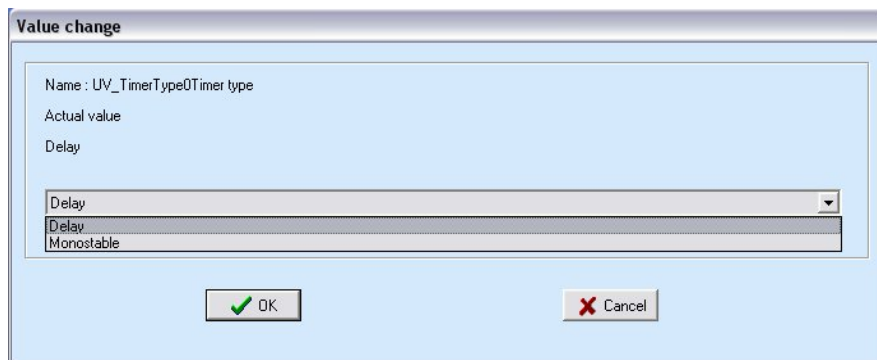 Value change
Name : UV_TimerType0Timer type
Actual value
Delay
Delay
Delay
Monostable
OK
Cancel